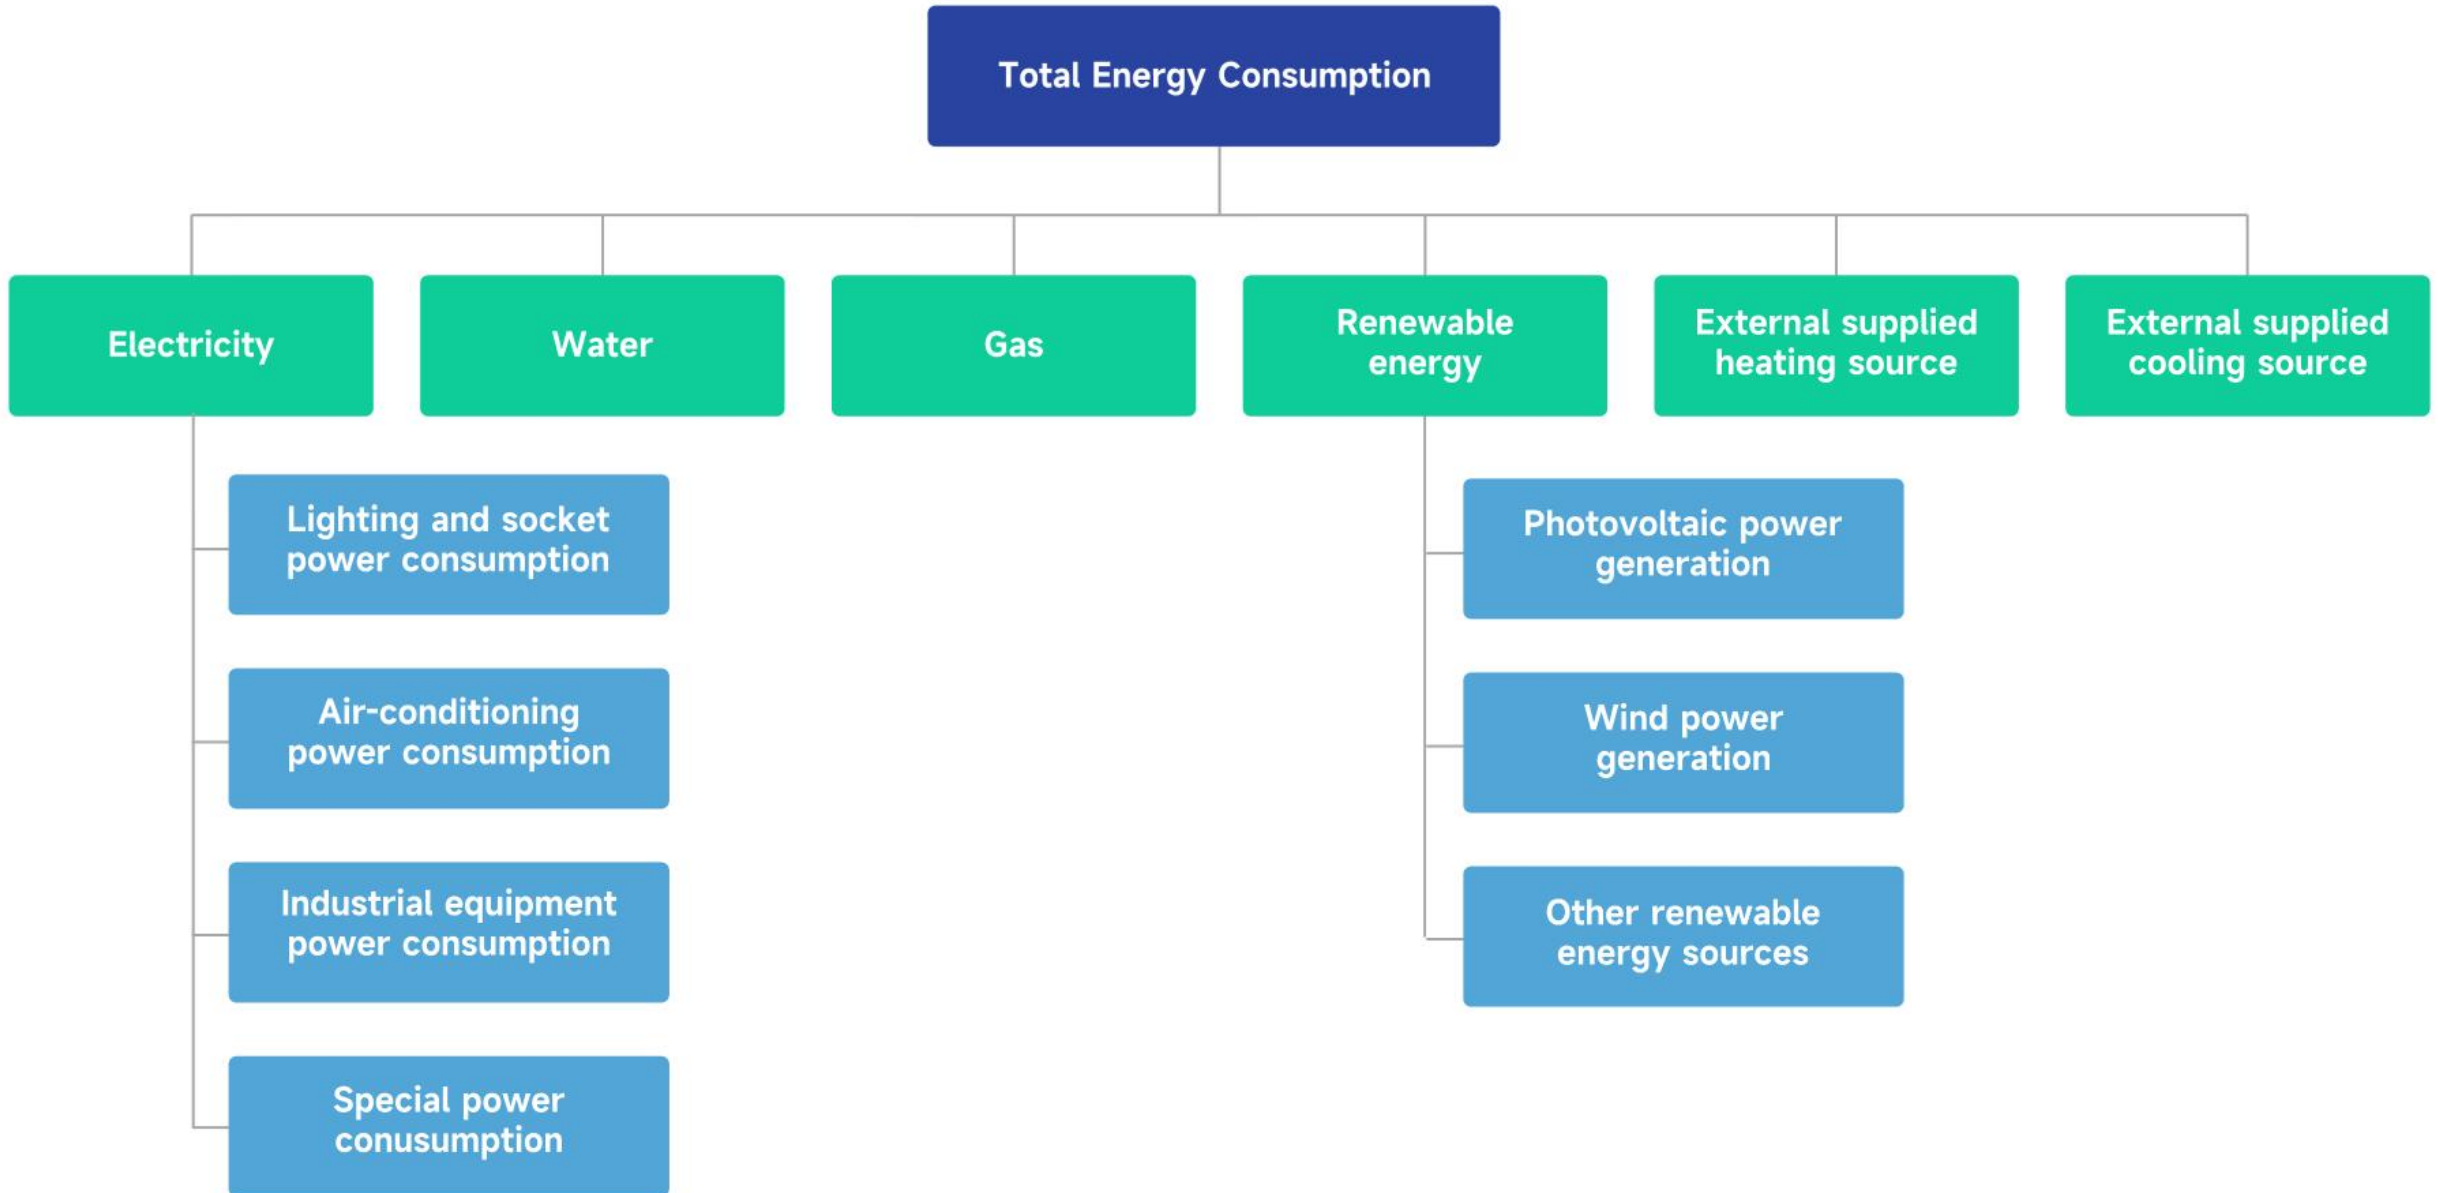 Total Energy Consumption
Electricity
Water
Gas
Renewable
energy
External supplied
heating source
External supplied
cooling source
Lighting and socket
power consumption
Air-conditioning
power consumption
Industrial equipment
power consumption
Special power
conusumption
Photovoltaic power
generation
Wind power
generation
Other renewable
energy sources